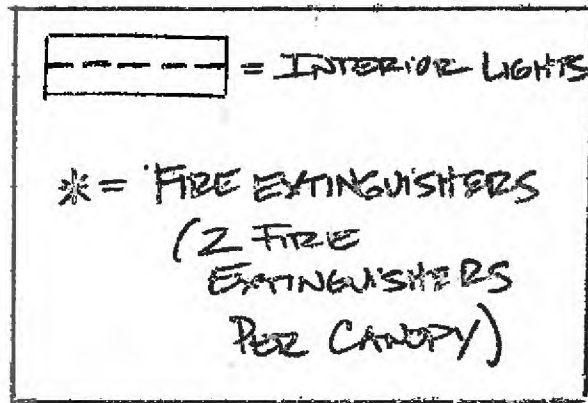 = INTERIOR LIGHTS
* = FIRE EXTINGUISHERS
(2 FIRE
EXTINGUISHERS
PER CANOPY)